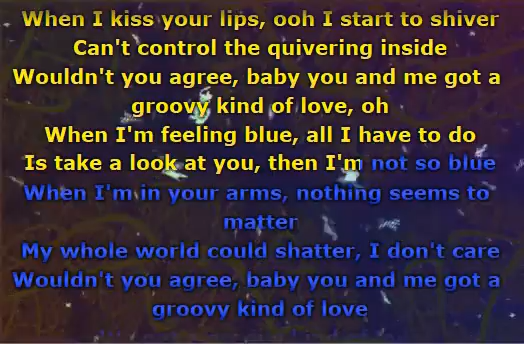 When I kiss your lips, ooh I start to shiver
Can't control the quivering inside
Wouldn't you agree, baby you and me got a
groovy kind of love, oh
When I'm feeling blue, all I have to do
Is take a look at you, then I'm not so blue
When I'm in your arms, nothing seems to
matter
My whole world could shatter, I don't care
Wouldn't you agree, baby you and me got a
groovy kind of love